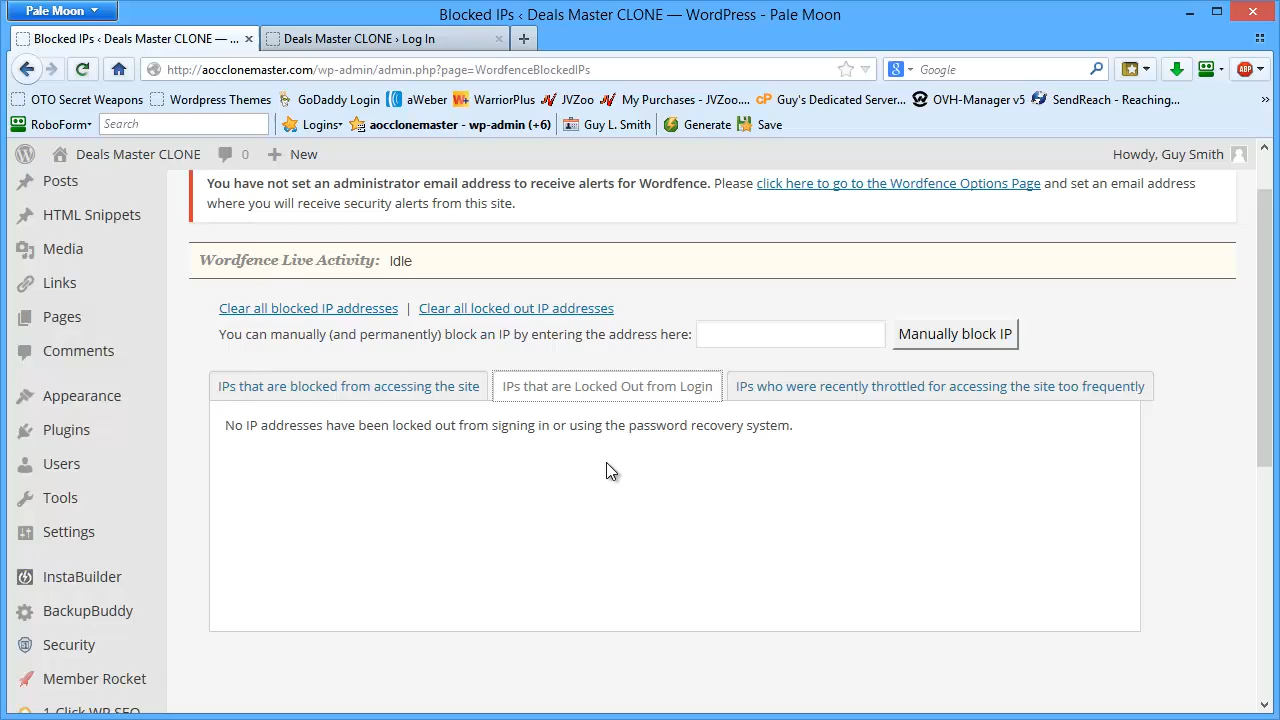 Pale Moon
Blocked IPs ‹ Deals Master CLONE — WordPress - Pale Moon
Blocked IPs ‹ Deals Master CLONE — ...
Deals Master CLONE › Log In
http://aocclonemaster.com/wp-admin/admin.php?page=WordfenceBlockedIPs
Google
ABP
OTO Secret Weapons
Wordpress Themes
GoDaddy Login
aWeber
WarriorPlus
JVZoo
My Purchases - JVZoo....
Guy's Dedicated Server...
OVH-Manager v5
SendReach - Reaching...
RoboForm
Search
Logins
aocclonemaster - wp-admin (+6)
Guy L. Smith
Generate
Save
Deals Master CLONE
0
New
Howdy, Guy Smith
Posts
HTML Snippets
Media
Links
Pages
Comments
Appearance
Plugins
Users
Tools
Settings
InstaBuilder
BackupBuddy
Security
Member Rocket
1-Click WP SEO
You have not set an administrator email address to receive alerts for Wordfence. Please click here to go to the Wordfence Options Page and set an email address
where you will receive security alerts from this site.
Wordfence Live Activity: Idle
Clear all blocked IP addresses | Clear all locked out IP addresses
You can manually (and permanently) block an IP by entering the address here:
Manually block IP
IPs that are blocked from accessing the site
IPs that are Locked Out from Login
IPs who were recently throttled for accessing the site too frequently
No IP addresses have been locked out from signing in or using the password recovery system.